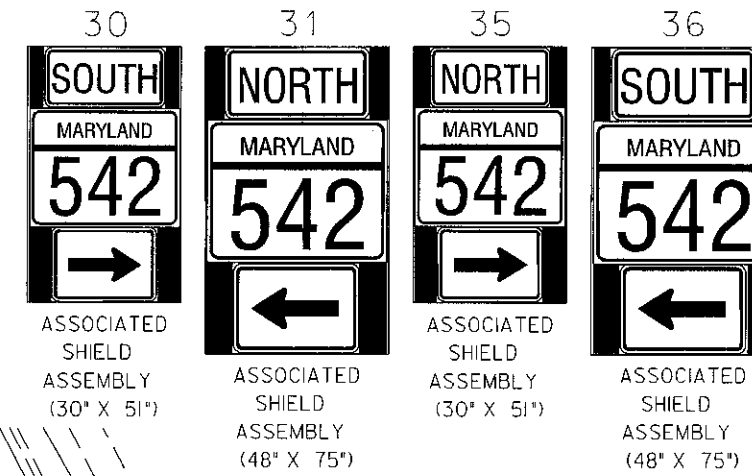 30
SOUTH
MARYLAND
542
ASSOCIATED
SHIELD
ASSEMBLY
(30" X 51")
31
NORTH
MARYLAND
542
ASSOCIATED
SHIELD
ASSEMBLY
(48" X 75")
35
NORTH
MARYLAND
542
ASSOCIATED
SHIELD
ASSEMBLY
(30" X 51")
36
SOUTH
MARYLAND
542
ASSOCIATED
SHIELD
ASSEMBLY
(48" X 75")